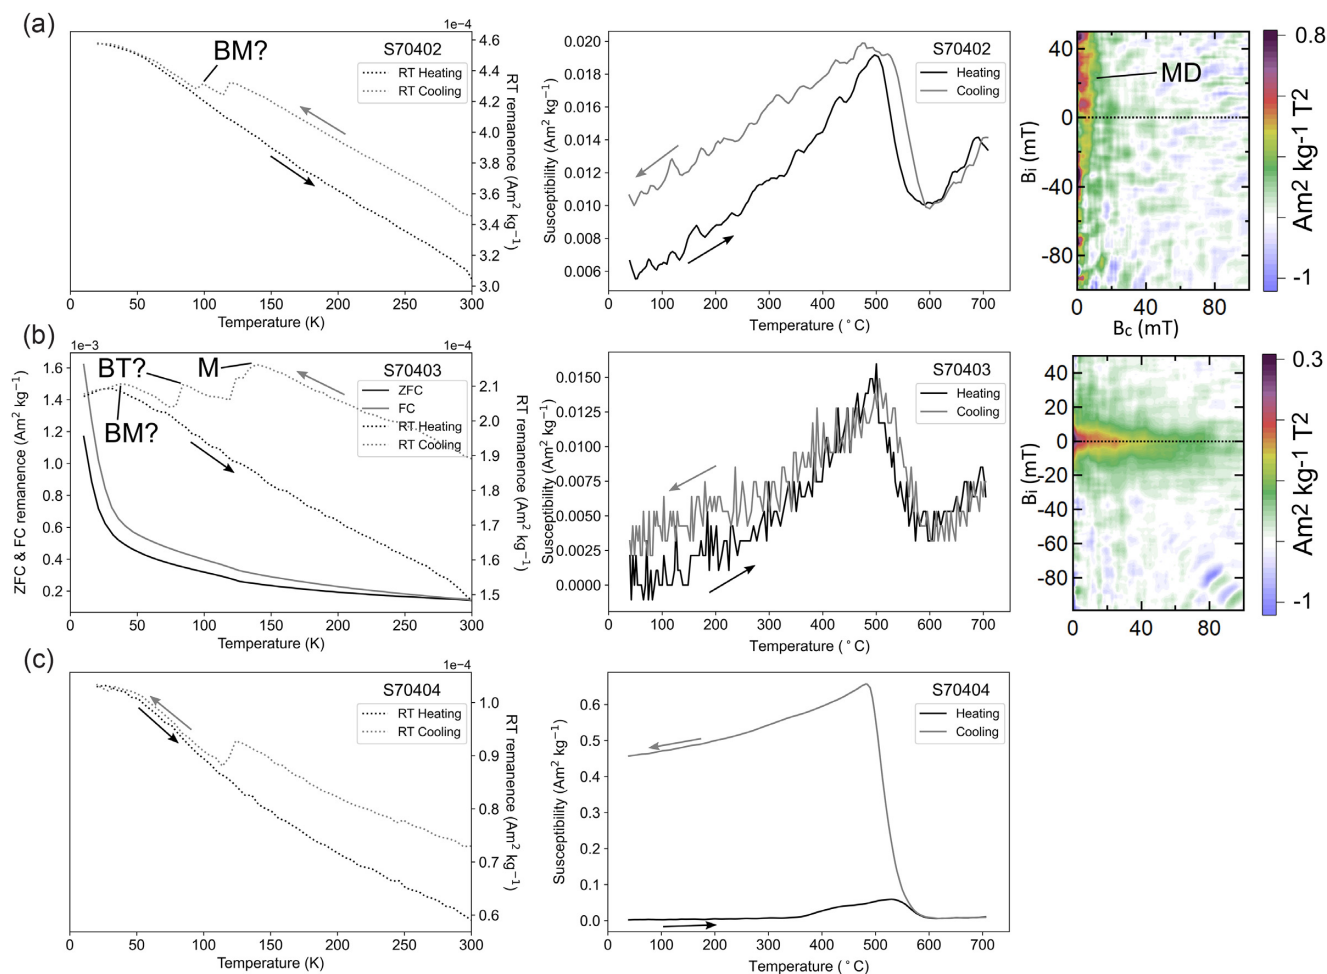 (a)
1e−4
BM?
S70402
RT Heating
RT Cooling
4.6
4.4
4.2
4.0
3.8
3.6
3.4
3.2
3.0
RT remanence (Am² kg⁻¹)
0
50
100
150
200
250
300
Temperature (K)
0.020
0.018
0.016
0.014
0.012
0.010
0.008
0.006
Susceptibility (Am² kg⁻¹)
S70402
Heating
Cooling
0
100
200
300
400
500
600
700
Temperature (°C)
40
0
-40
-80
Bi (mT)
MD
0
40
80
Bc (mT)
0.8
-1
Am² kg⁻¹ T²
(b)
1e−3
1e−4
BT?
M
BM?
S70403
ZFC
FC
RT Heating
RT Cooling
1.6
1.4
1.2
1.0
0.8
0.6
0.4
0.2
ZFC & FC remanence (Am² kg⁻¹)
2.1
2.0
1.9
1.8
1.7
1.6
1.5
RT remanence (Am² kg⁻¹)
0
50
100
150
200
250
300
Temperature (K)
0.0150
0.0125
0.0100
0.0075
0.0050
0.0025
0.0000
Susceptibility (Am² kg⁻¹)
S70403
Heating
Cooling
0
100
200
300
400
500
600
700
Temperature (°C)
40
20
0
-20
-40
-60
-80
Bi (mT)
0
40
80
0.3
-1
Am² kg⁻¹ T²
(c)
1e−4
S70404
RT Heating
RT Cooling
1.0
0.9
0.8
0.7
0.6
RT remanence (Am² kg⁻¹)
0
50
100
150
200
250
300
Temperature (K)
0.6
0.5
0.4
0.3
0.2
0.1
0.0
Susceptibility (Am² kg⁻¹)
S70404
Heating
Cooling
0
100
200
300
400
500
600
700
Temperature (°C)